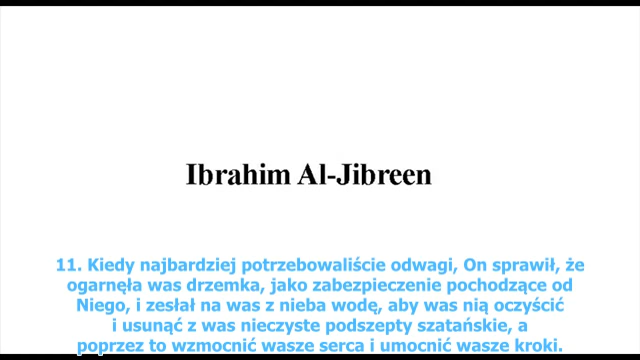 Ibrahim Al-Jibreen
11. Kiedy najbardziej potrzebowaliście odwagi, On sprawił, że
ogarnęła was drzemka, jako zabezpieczenie pochodzące od
Niego, i zesłał na was z nieba wodę, aby was nią oczyścić
i usunąć z was nieczyste podszepty szatańskie, a
poprzez to wzmocnić wasze serca i umocnić wasze kroki.